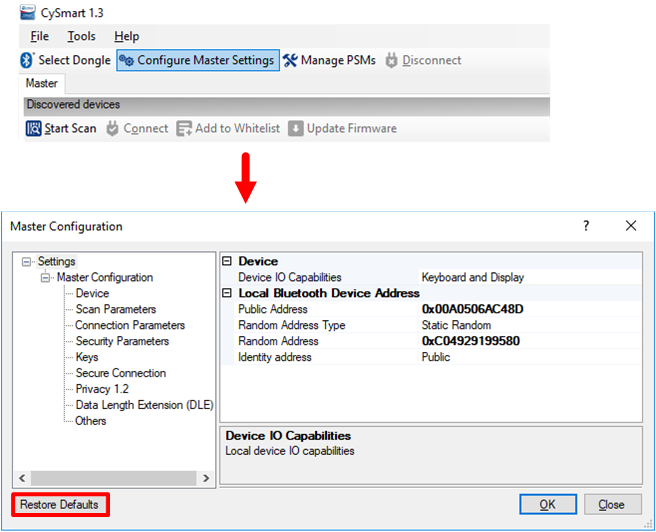 CySmart 1.3
File Tools Help
Select Dongle Configure Master Settings Manage PSMs Disconnect
Master
Discovered devices
Start Scan Connect Add to Whitelist Update Firmware
Master Configuration
Settings
Master Configuration
Device
Scan Parameters
Connection Parameters
Security Parameters
Keys
Secure Connection
Privacy 1.2
Data Length Extension (DLE)
Others
Device
Device IO Capabilities Keyboard and Display
Local Bluetooth Device Address
Public Address 0x00A0506AC48D
Random Address Type Static Random
Random Address 0xC04929199580
Identity address Public
Device IO Capabilities
Local device IO capabilities
Restore Defaults OK Close